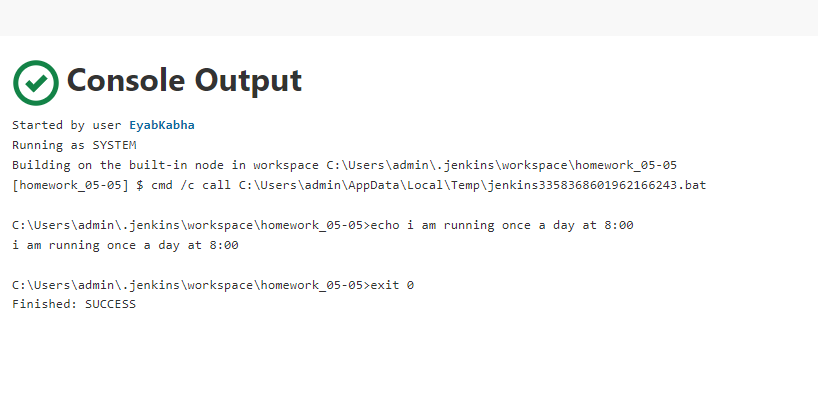 Console Output
Started by user EyabKabha
Running as SYSTEM
Building on the built-in node in workspace C:\Users\admin\.jenkins\workspace\homework_05-05
[homework_05-05] $ cmd /c call C:\Users\admin\AppData\Local\Temp\jenkins3358368601962166243.bat
C:\Users\admin\.jenkins\workspace\homework_05-05>echo i am running once a day at 8:00
i am running once a day at 8:00
C:\Users\admin\.jenkins\workspace\homework_05-05>exit 0
Finished: SUCCESS